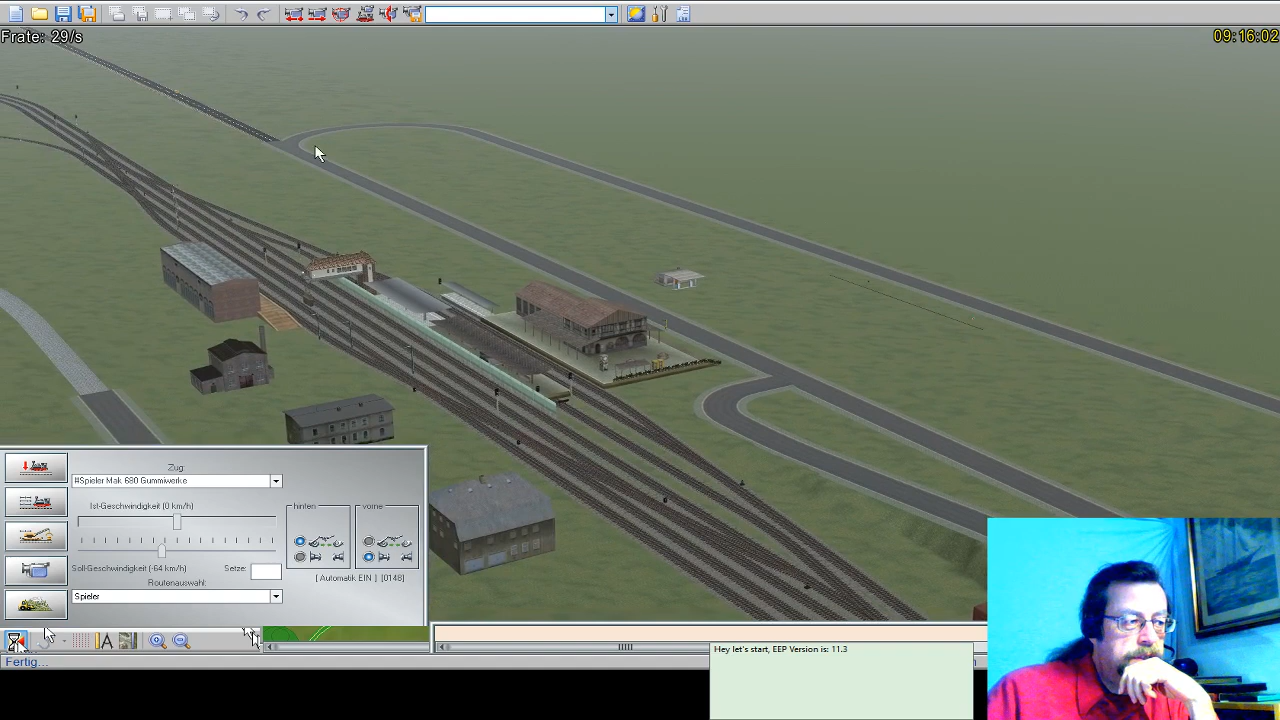 Frate: 29/s
09:16:02
Zug:
#Spieler Mak 680 Gummiwerke
Ist-Geschwindigkeit (0 km/h)
hinten
vorne
Soll-Geschwindigkeit (-64 km/h)
Setze:
[ Automatik EIN ] [0148]
Routenauswahl:
Spieler
A
Fertig...
Hey let's start, EEP Version is: 11.3